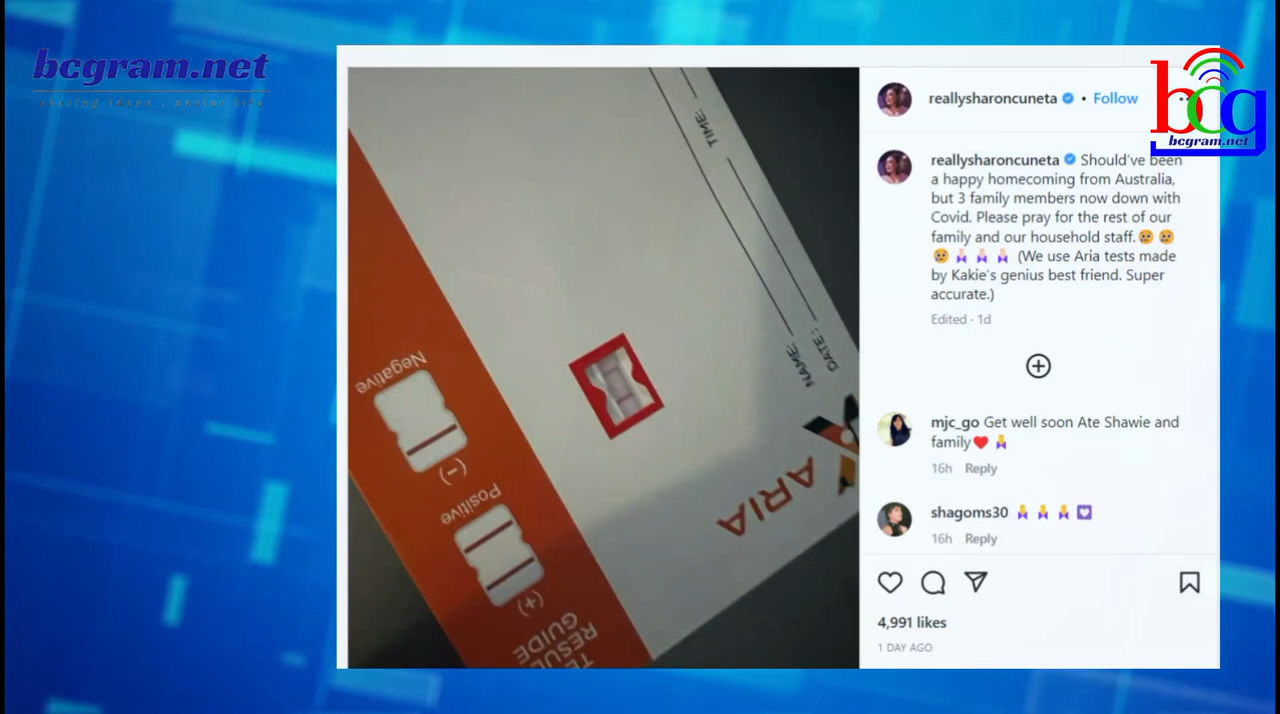 bcgram.net
bcg
bcgram.net
TIME:
NAME:
DATE:
ARIA
Negative
(-)
Positive
(+)
GUIDE
reallysharoncuneta • Follow
reallysharoncuneta Should've been
a happy homecoming from Australia,
but 3 family members now down with
Covid. Please pray for the rest of our
family and our household staff.😢😢
😢🙏🙏🙏 (We use Aria tests made
by Kakie's genius best friend. Super
accurate.)
Edited · 1d
mjc_go Get well soon Ate Shawie and
family❤️🙏
16h Reply
shagoms30 🙏🙏🙏💟
16h Reply
4,991 likes
1 DAY AGO